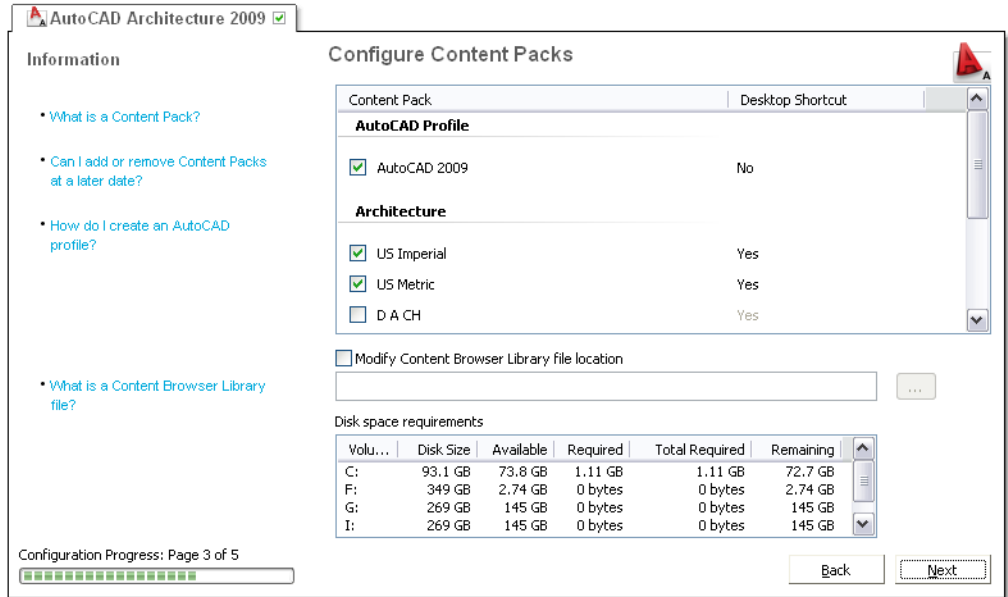 AutoCAD Architecture 2009
Information
• What is a Content Pack?
• Can I add or remove Content Packs
at a later date?
• How do I create an AutoCAD
profile?
• What is a Content Browser Library
file?
Configuration Progress: Page 3 of 5
Configure Content Packs
Content Pack Desktop Shortcut
AutoCAD Profile
AutoCAD 2009 No
Architecture
US Imperial Yes
US Metric Yes
D A CH Yes
Modify Content Browser Library file location
...
Disk space requirements
Volu... Disk Size Available Required Total Required Remaining
C: 93.1 GB 73.8 GB 1.11 GB 1.11 GB 72.7 GB
F: 349 GB 2.74 GB 0 bytes 0 bytes 2.74 GB
G: 269 GB 145 GB 0 bytes 0 bytes 145 GB
I: 269 GB 145 GB 0 bytes 0 bytes 145 GB
Back Next